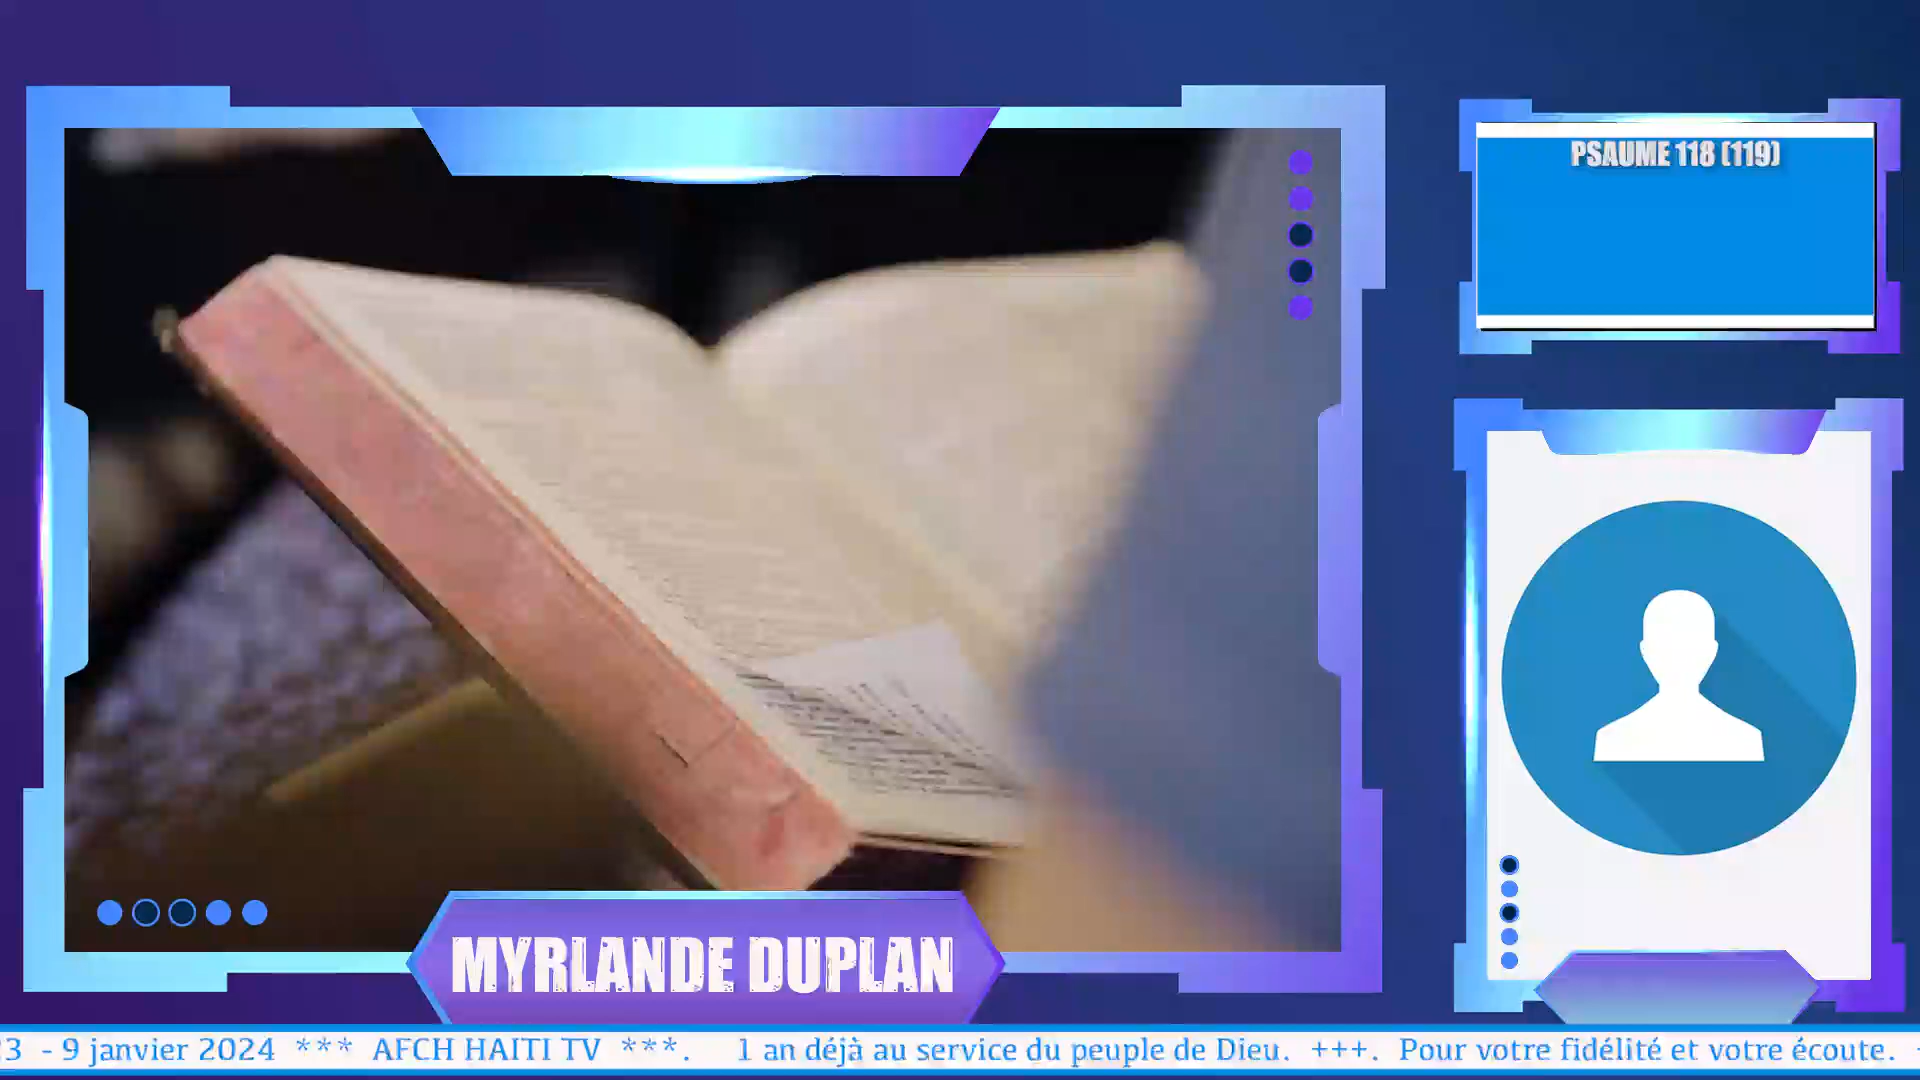 PSAUME 118 (119)
MYRLANDE DUPLAN
3 - 9 janvier 2024 *** AFCH HAITI TV ***. 1 an déjà au service du peuple de Dieu. +++. Pour votre fidélité et votre écoute.